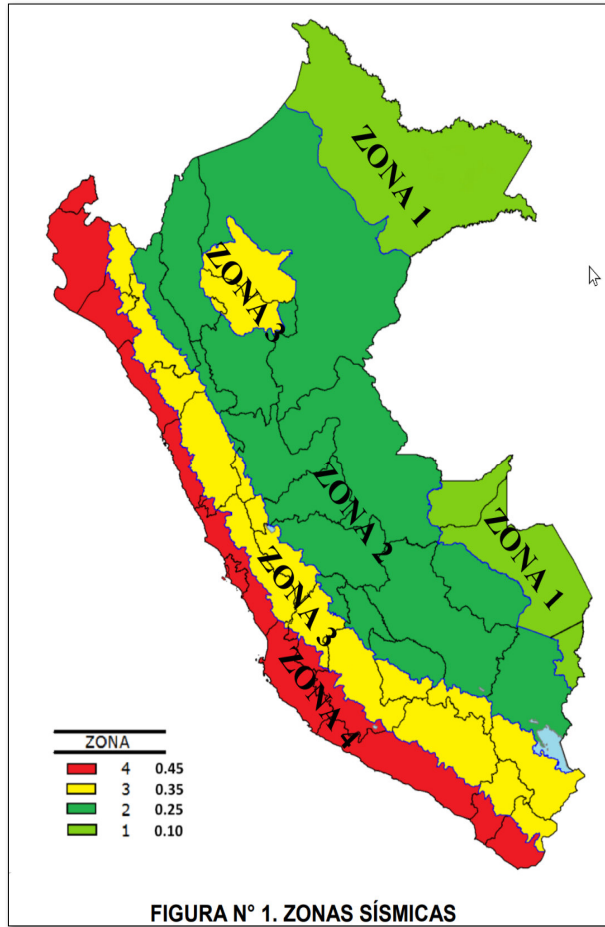 ZONA 1
ZONA 3
ZONA 2
ZONA 1
ZONA 3
ZONA 4
ZONA
4 0.45
3 0.35
2 0.25
1 0.10
FIGURA N° 1. ZONAS SÍSMICAS